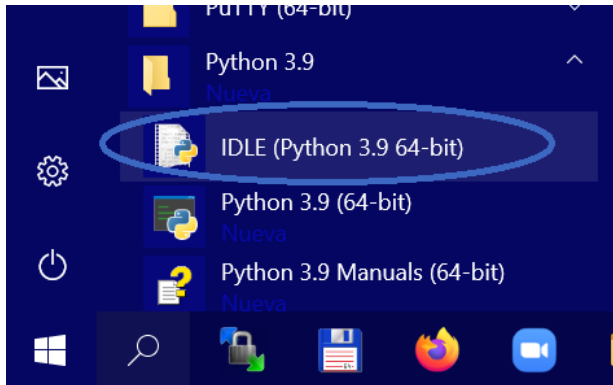 PuTTY (64-bit)
Python 3.9
Nueva
IDLE (Python 3.9 64-bit)
Python 3.9 (64-bit)
Nueva
Python 3.9 Manuals (64-bit)
Nueva